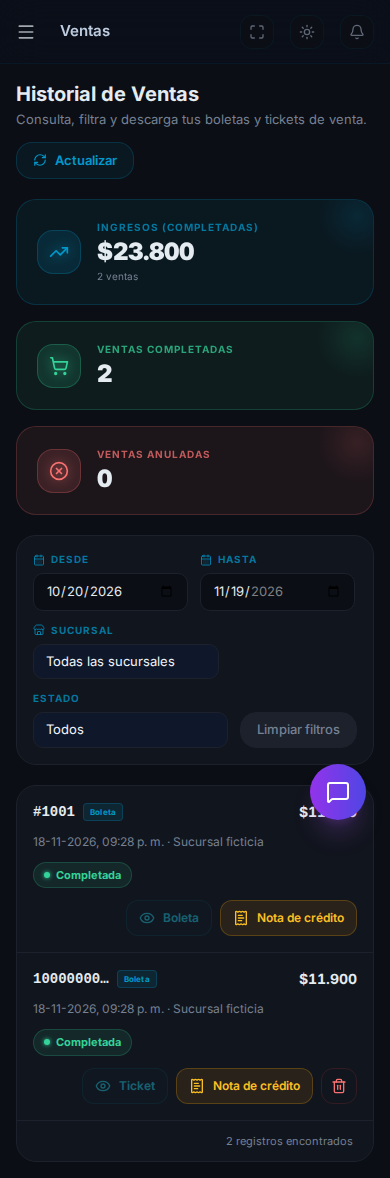 Ventas
Historial de Ventas
Consulta, filtra y descarga tus boletas y tickets de venta.
Actualizar
INGRESOS (COMPLETADAS)
$23.800
2 ventas
VENTAS COMPLETADAS
2
VENTAS ANULADAS
0
DESDE
HASTA
10/20/2026
11/19/2026
SUCURSAL
Todas las sucursales
ESTADO
Todos
Limpiar filtros
#1001 Boleta
18-11-2026, 09:28 p. m. · Sucursal ficticia
Completada
Boleta
Nota de crédito
10000000… Boleta $11.900
18-11-2026, 09:28 p. m. · Sucursal ficticia
Completada
Ticket
Nota de crédito
2 registros encontrados